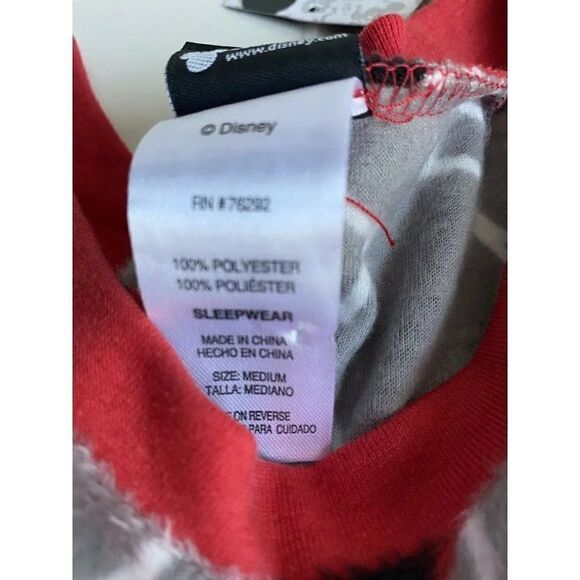 www.disney.com
© Disney
RN #76292
100% POLYESTER
100% POLIÉSTER
SLEEPWEAR
MADE IN CHINA
HECHO EN CHINA
SIZE: MEDIUM
TALLA: MEDIANO
ON REVERSE
PARA CUIDADO